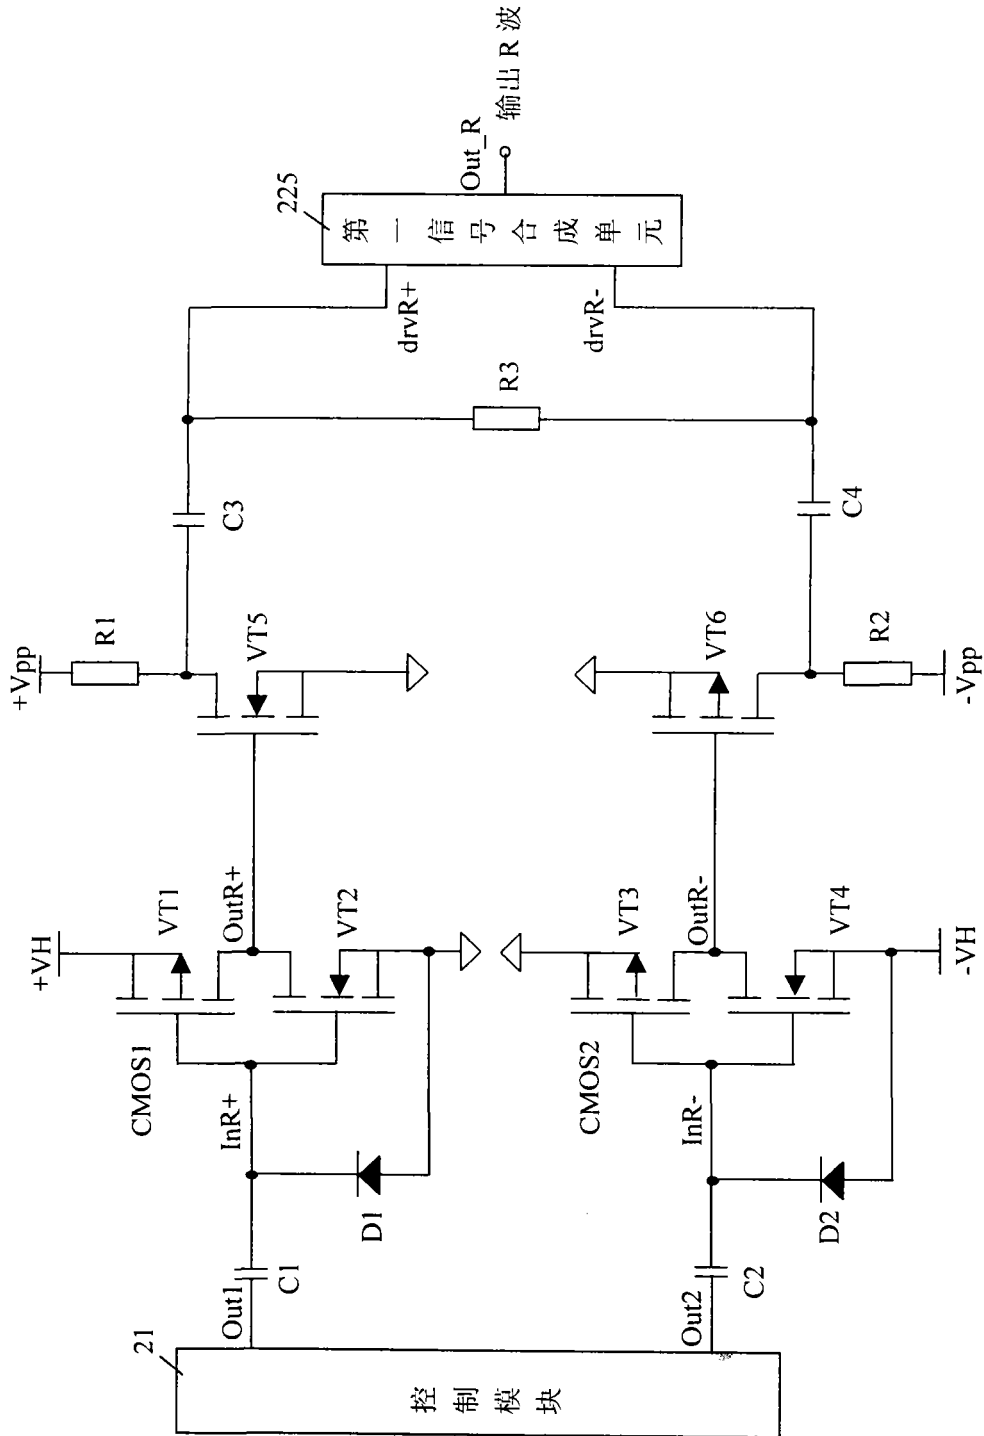 21
控制模块
Out1
C1
InR+
D1
CMOS1
+VH
VT1
OutR+
VT2
+Vpp
R1
VT5
C3
R3
drvR+
225
第一信号合成单元
Out_R
输出 R 波
drvR-
Out2
C2
InR-
D2
CMOS2
VT3
OutR-
VT4
-VH
VT6
R2
-Vpp
C4